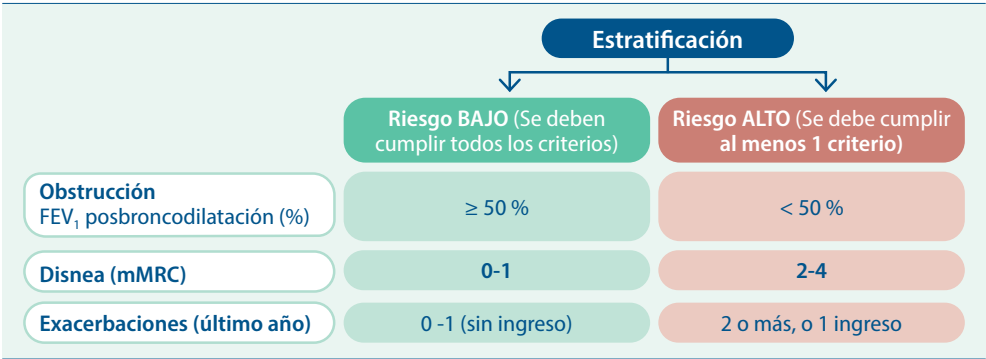 Estratificación
Riesgo BAJO (Se deben
cumplir todos los criterios)
Riesgo ALTO (Se debe cumplir
al menos 1 criterio)
Obstrucción
FEV₁ posbroncodilatación (%)
≥ 50 %
< 50 %
Disnea (mMRC)
0-1
2-4
Exacerbaciones (último año)
0 -1 (sin ingreso)
2 o más, o 1 ingreso